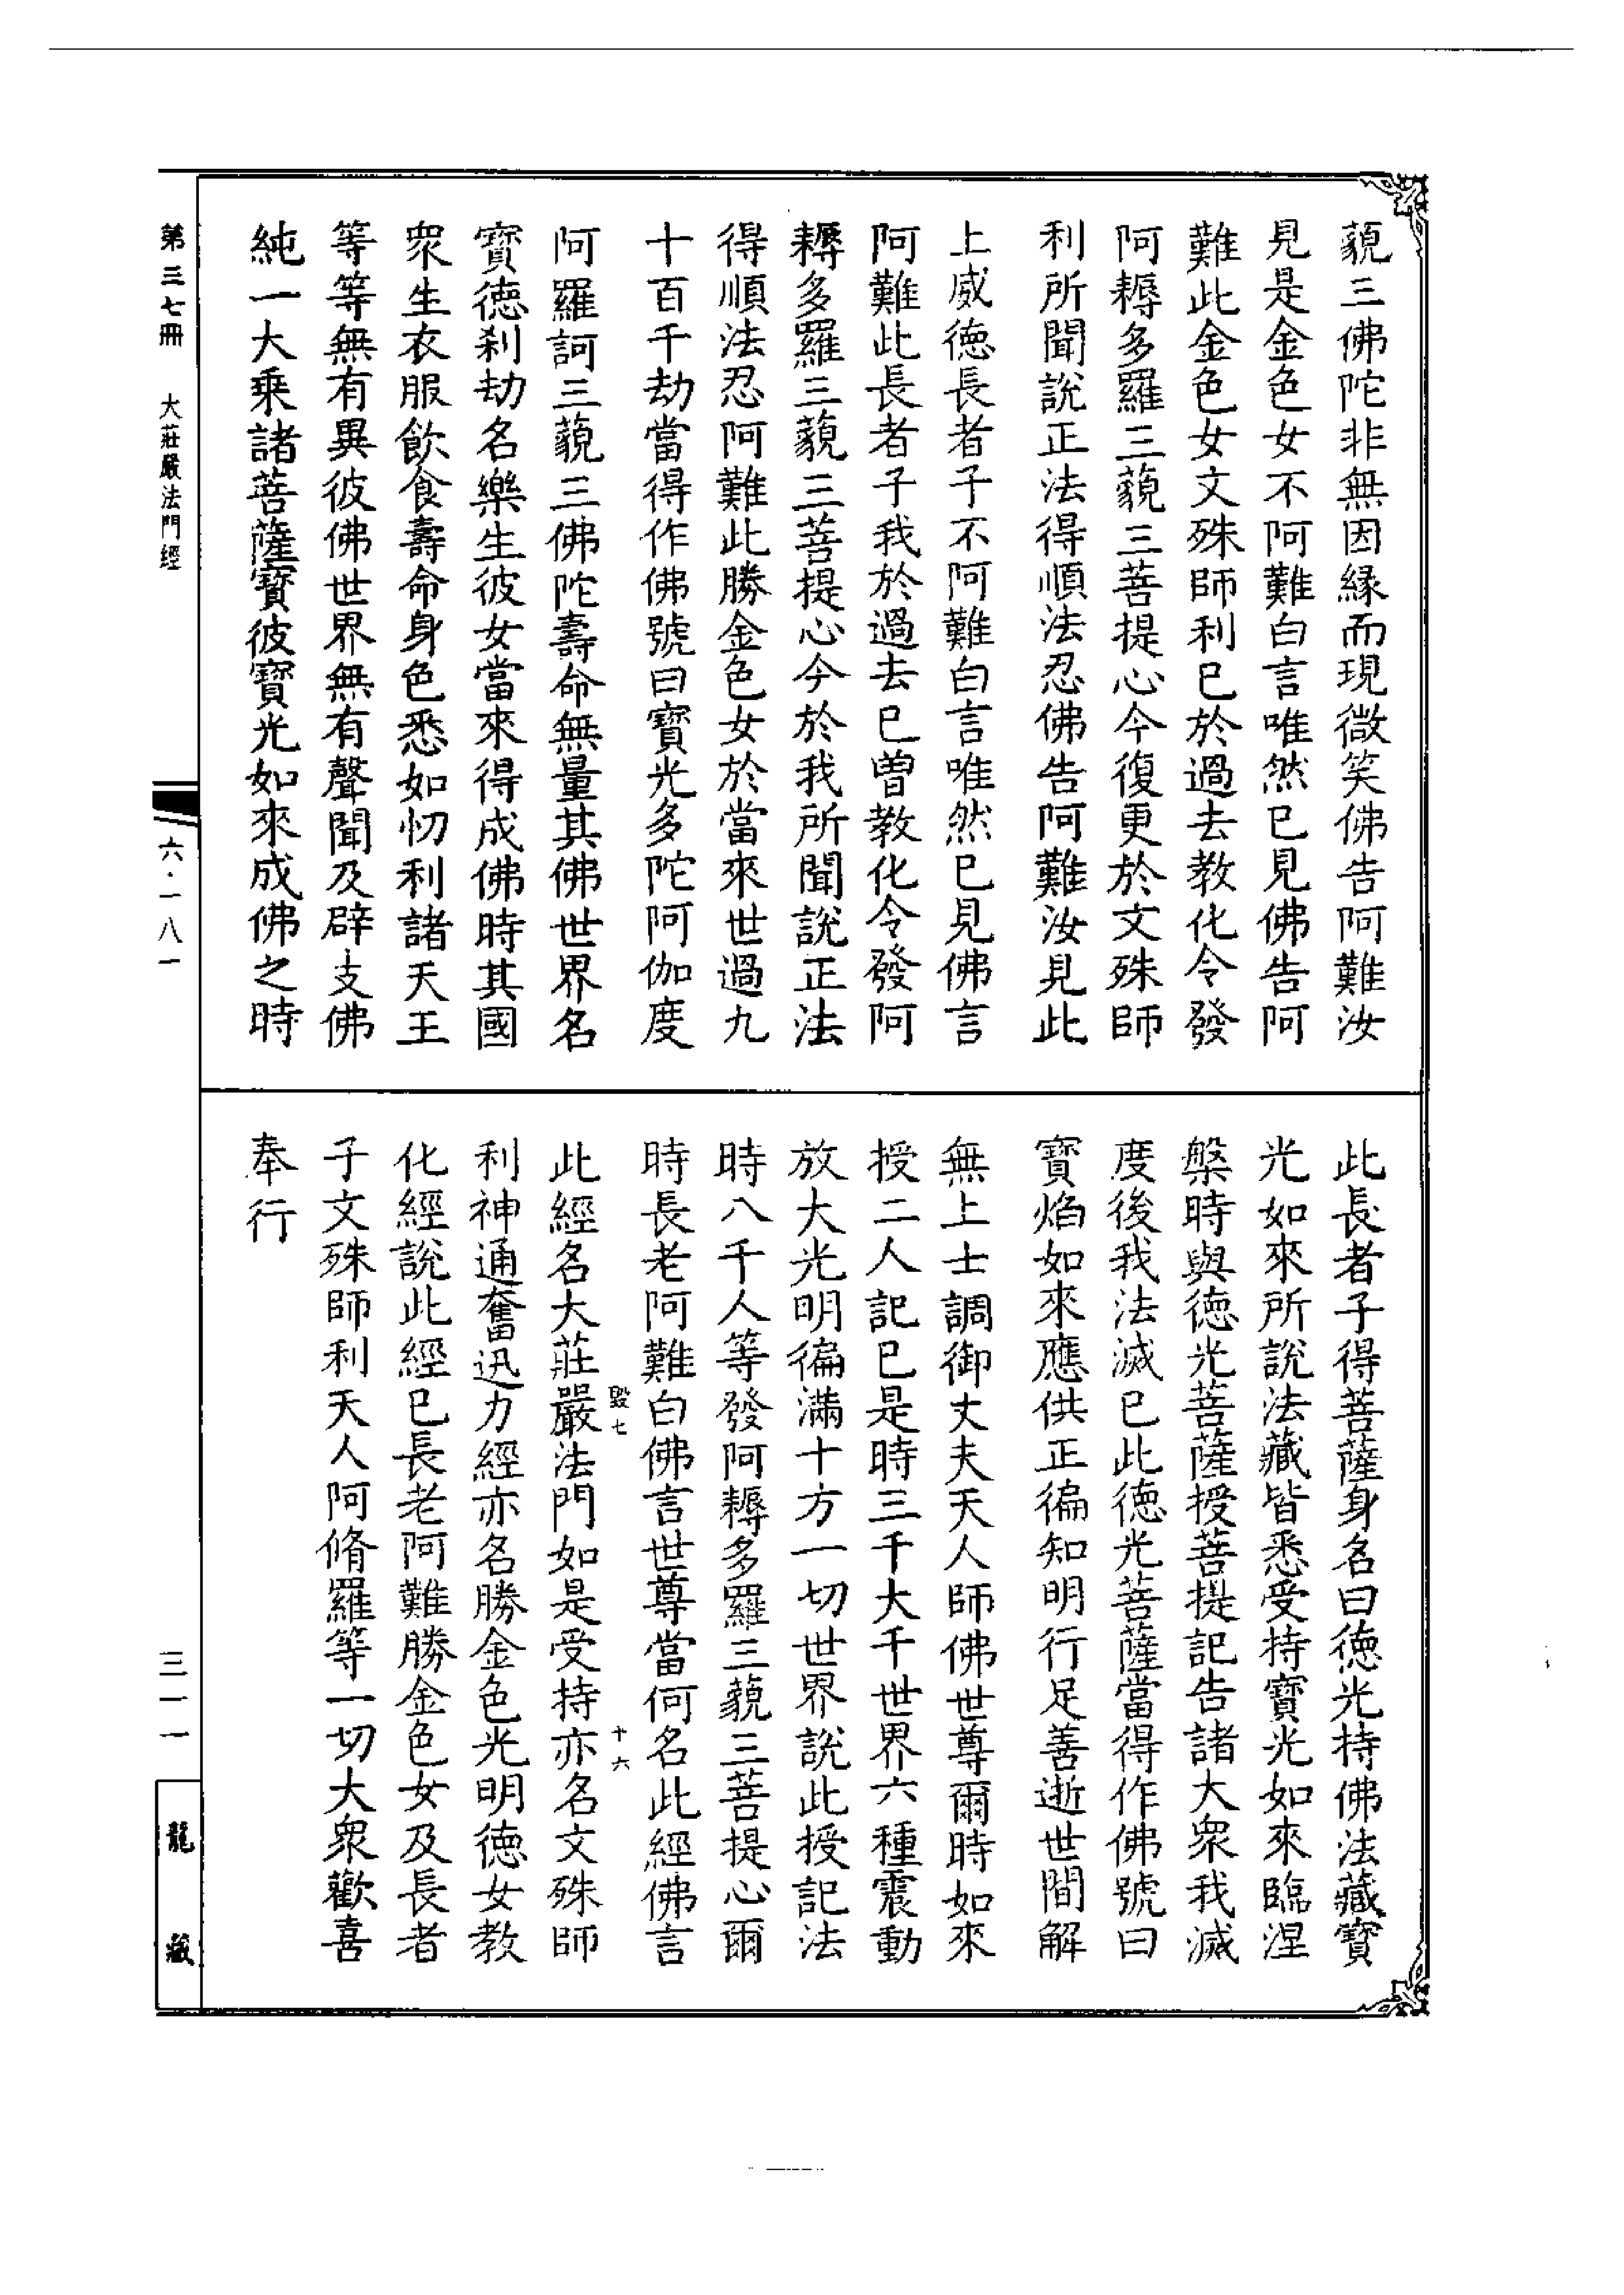 藐三佛陀非無因緣而現微笑佛告阿難汝
見是金色女不阿難白言唯然已見佛告阿
難此金色女文殊師利已於過去教化令發
阿耨多羅三藐三菩提心今復更於文殊師
利所聞說正法得順法忍佛告阿難汝見此
上威德長者子不阿難白言唯然已見佛言
阿難此長者子我於過去已曾教化令發阿
耨多羅三藐三菩提心今於我所聞說正法
得順法忍阿難此勝金色女於當來世過九
十百千劫當得作佛號曰寶光多陀阿伽度
阿羅訶三藐三佛陀壽命無量其佛世界名
寶德剎劫名樂生彼女當來得成佛時其國
眾生衣服飲食壽命身色悉如忉利諸天王
等等無有異彼佛世界無有聲聞及辟支佛
純一大乘諸菩薩寶彼寶光如來成佛之時
此長者子得菩薩身名曰德光持佛法藏寶
光如來所說法藏皆悉受持寶光如來臨涅
槃時與德光菩薩授菩提記告諸大眾我滅
度後我法滅已此德光菩薩當得作佛號曰
寶焰如來應供正徧知明行足善逝世間解
無上士調御丈夫天人師佛世尊爾時如來
授二人記已是時三千大千世界六種震動
放大光明徧滿十方一切世界說此授記法
時八千人等發阿耨多羅三藐三菩提心爾
時長老阿難白佛言世尊當何名此經佛言
毀七
十六
此經名大莊嚴法門如是受持亦名文殊師
利神通奮迅力經亦名勝金色光明德女教
化經說此經已長老阿難勝金色女及長者
子文殊師利天人阿脩羅等一切大眾歡喜
奉行
第三七冊
大莊嚴法門經
六·一八一
三一一
龍藏